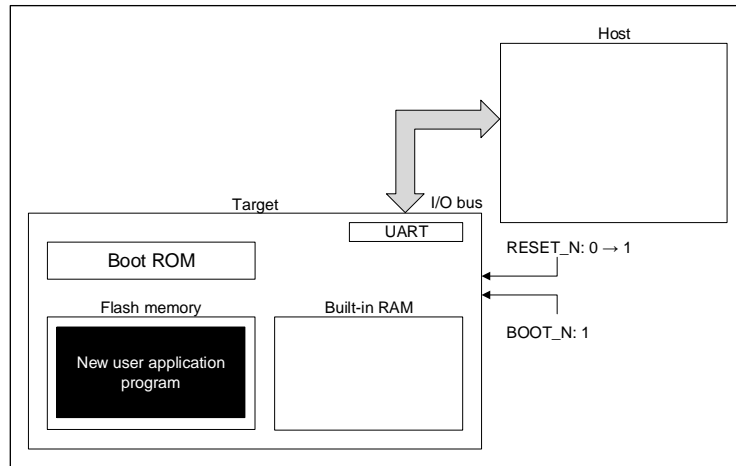 Host
Target
I/O bus
UART
Boot ROM
RESET_N: 0 → 1
Flash memory
Built-in RAM
BOOT_N: 1
New user application
program